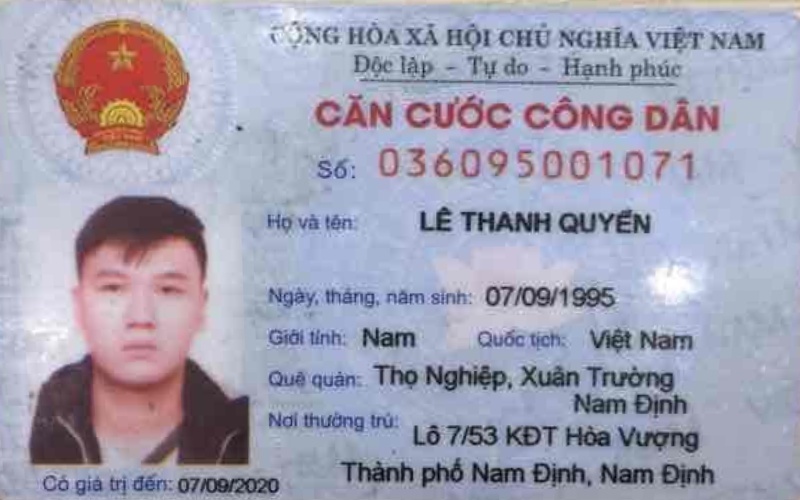 CỘNG HÒA XÃ HỘI CHỦ NGHĨA VIỆT NAM
Độc lập - Tự do - Hạnh phúc
CĂN CƯỚC CÔNG DÂN
Số: 036095001071
Họ và tên: LÊ THANH QUYỀN
Ngày, tháng, năm sinh: 07/09/1995
Giới tính: Nam Quốc tịch: Việt Nam
Quê quán: Thọ Nghiệp, Xuân Trường
Nam Định
Nơi thường trú: Lô 7/53 KĐT Hòa Vượng
Thành phố Nam Định, Nam Định
Có giá trị đến: 07/09/2020